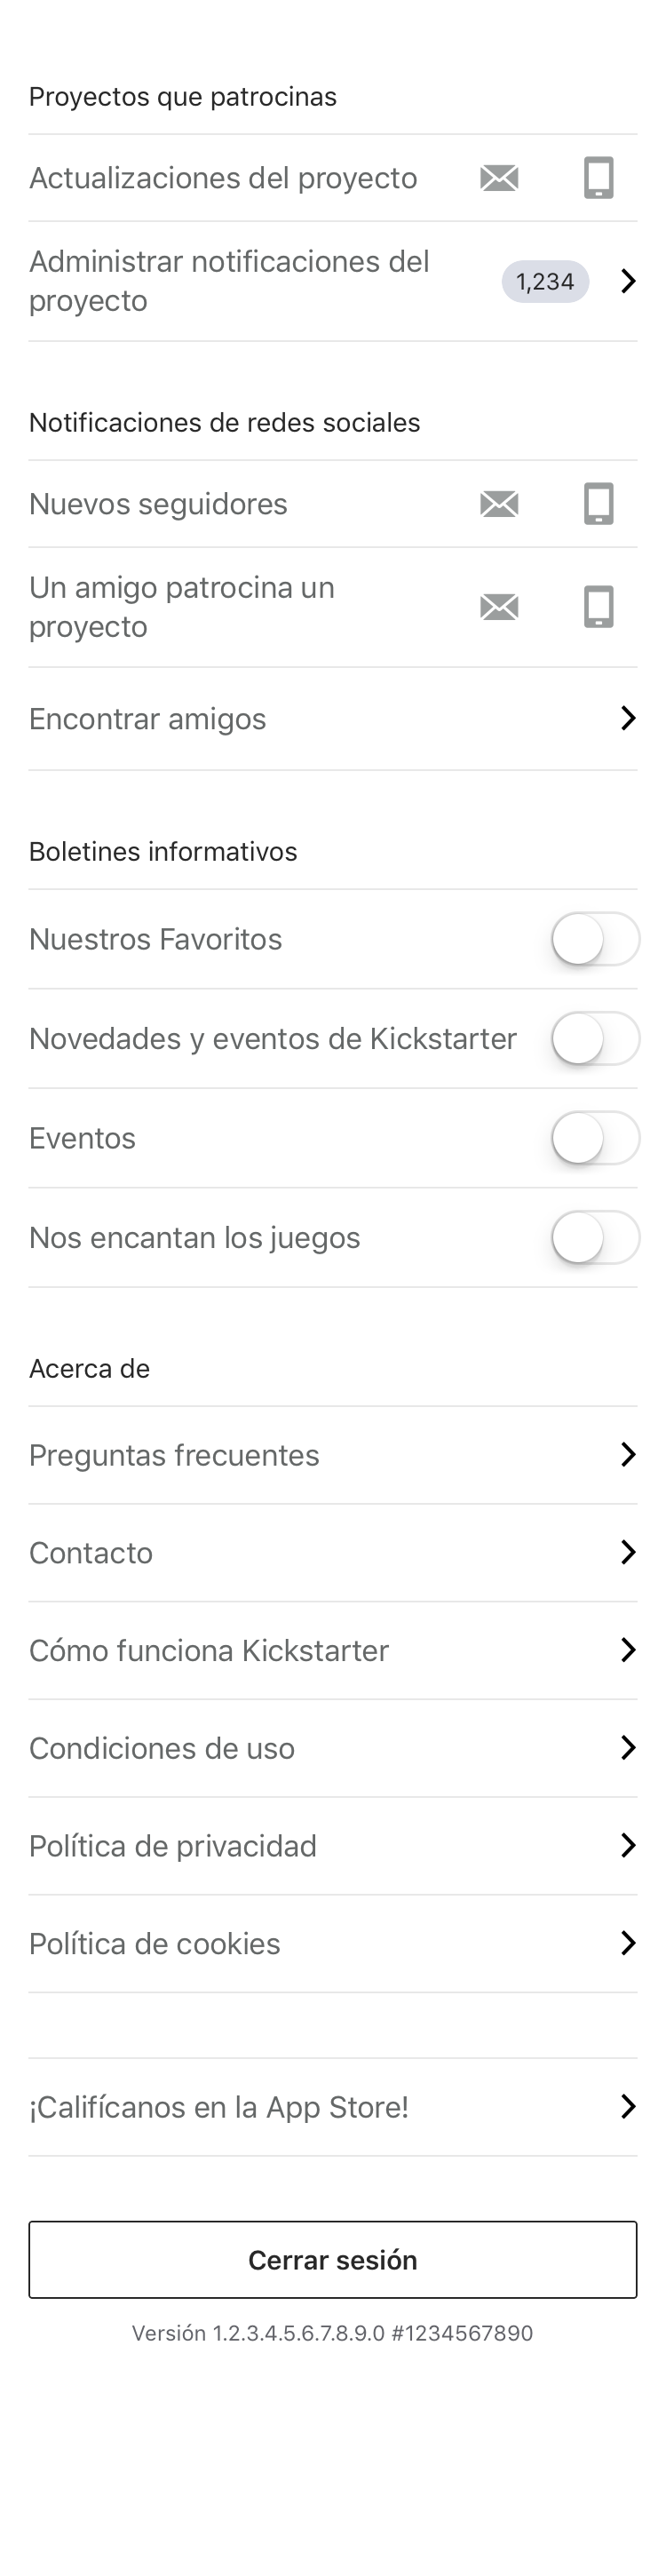 Proyectos que patrocinas
Actualizaciones del proyecto
Administrar notificaciones del
proyecto
1,234
Notificaciones de redes sociales
Nuevos seguidores
Un amigo patrocina un
proyecto
Encontrar amigos
Boletines informativos
Nuestros Favoritos
Novedades y eventos de Kickstarter
Eventos
Nos encantan los juegos
Acerca de
Preguntas frecuentes
Contacto
Cómo funciona Kickstarter
Condiciones de uso
Política de privacidad
Política de cookies
¡Califícanos en la App Store!
Cerrar sesión
Versión 1.2.3.4.5.6.7.8.9.0 #1234567890